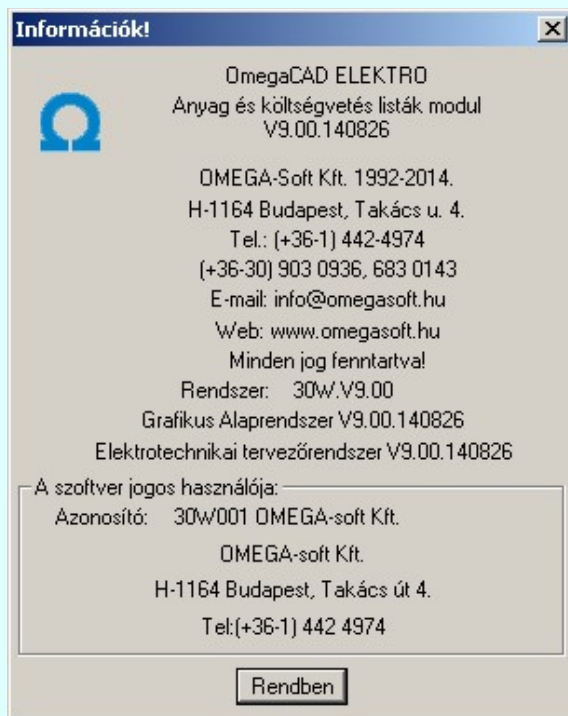 Információk!
OmegaCAD ELEKTRO
Anyag és költségvetés listák modul
V9.00.140826
OMEGA-Soft Kft. 1992-2014.
H-1164 Budapest, Takács u. 4.
Tel.: (+36-1) 442-4974
(+36-30) 903 0936, 683 0143
E-mail: info@omegasoft.hu
Web: www.omegasoft.hu
Minden jog fenntartva!
Rendszer: 30W.V9.00
Grafikus Alaprendszer V9.00.140826
Elektrotechnikai tervezőrendszer V9.00.140826
A szoftver jogos használója:
Azonosító: 30W001 OMEGA-soft Kft.
OMEGA-soft Kft.
H-1164 Budapest, Takács út 4.
Tel:(+36-1) 442 4974
Rendben